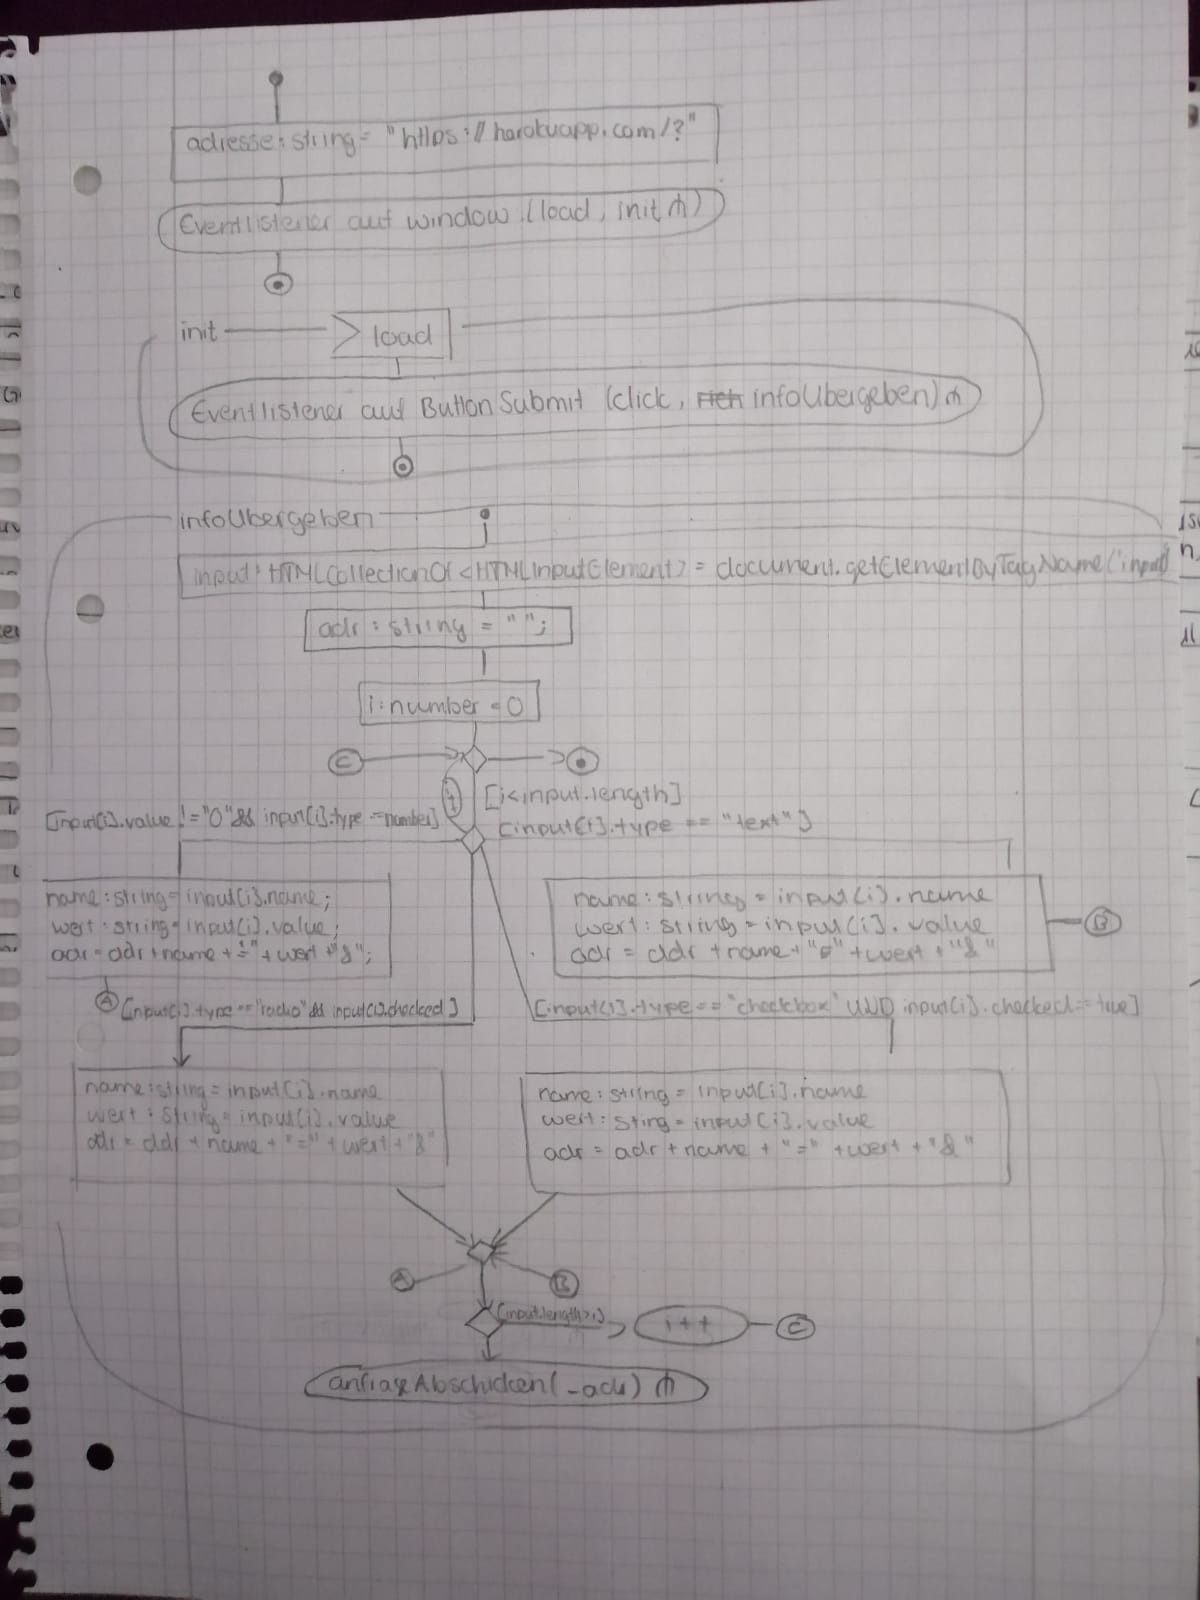 adresse: string = "https://herokuapp.com/?"
Eventlistener auf window (load, init)
init
load
Eventlistener auf Button Submit (click, infoUbergeben)
infoUbergeben
input: HTMLCollectionOf<HTMLInputElement> = document.getElementByTagName('input')
adr : string = "";
i: number = 0
C
[i<input.length]
[input[i].value != "0" && input[i].type == number]
[input[i].type == "text"]
name: string = input[i].name;
wert: string = input[i].value;
adr = adr + name + "=" + wert + "&";
name: string = input[i].name
wert: string = input[i].value
adr = adr + name + "=" + wert + "&"
B
A
[input[i].type == "radio" && input[i].checked]
[input[i].type == "checkbox" UND input[i].checked == true]
name: string = input[i].name
wert : string = input[i].value
adr = adr + name + "=" + wert + "&"
name: string = input[i].name
wert: Sting = input[i].value
adr = adr + name + "=" + wert + "&"
A
B
[input.length>i]
i++
C
anfrageAbschicken(_adr)